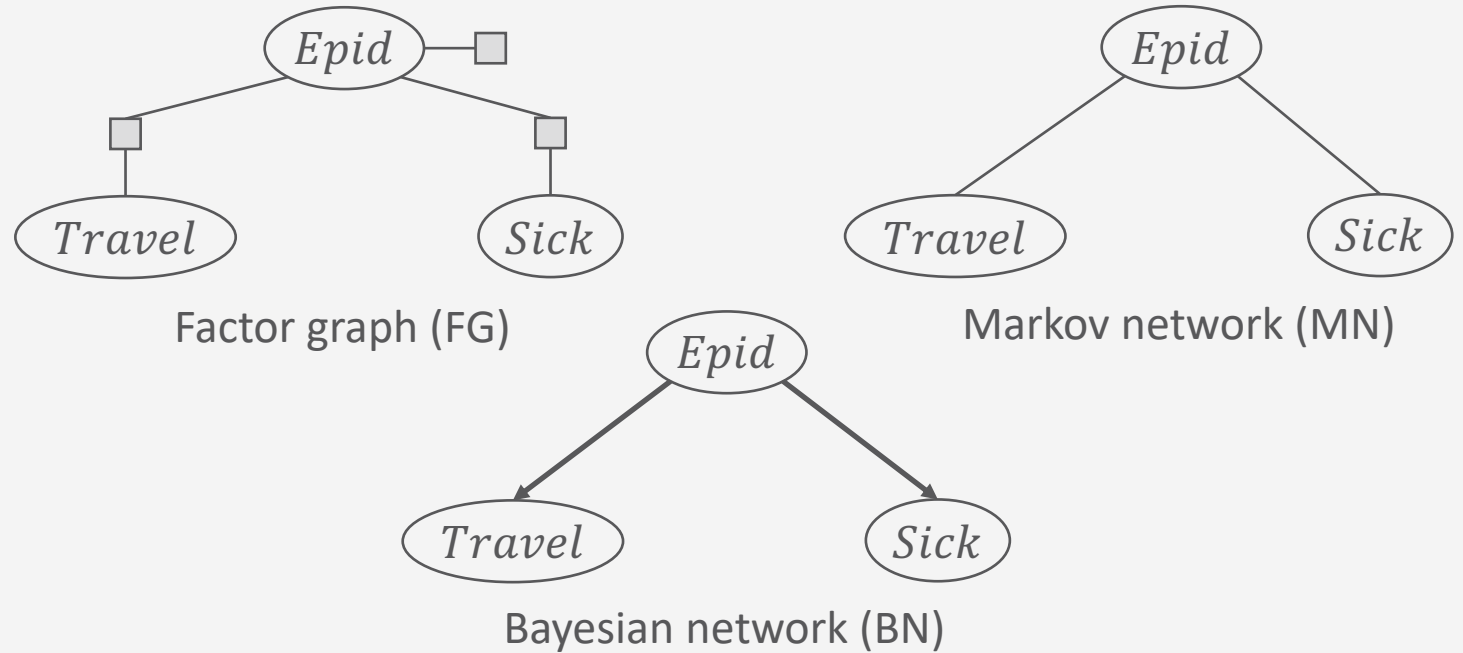 Epid
Travel
Sick
Factor graph (FG)
Epid
Travel
Sick
Markov network (MN)
Epid
Travel
Sick
Bayesian network (BN)